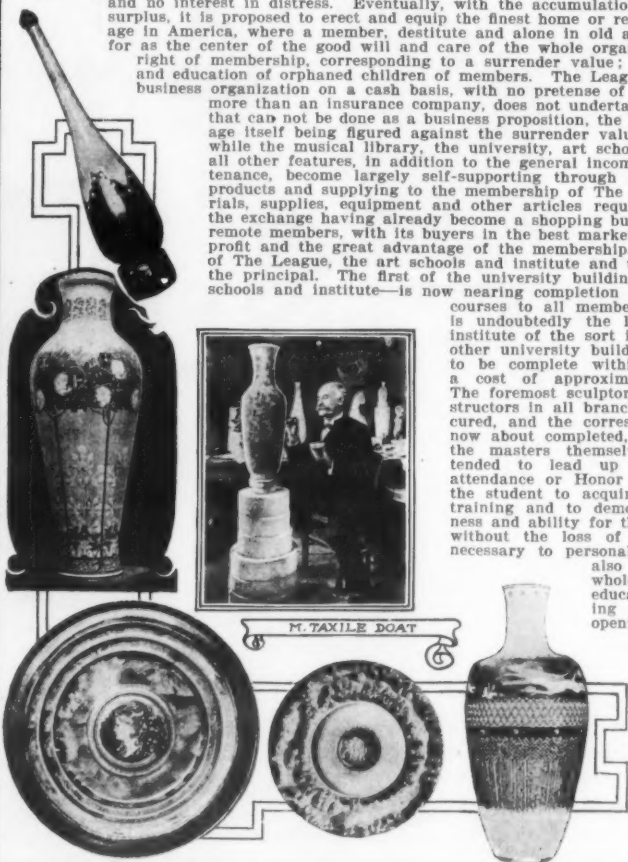 and no interest in distress. Eventually, with the accumulation
surplus, it is proposed to erect and equip the finest home or re
age in America, where a member, destitute and alone in old a
for as the center of the good will and care of the whole orga
right of membership, corresponding to a surrender value;
and education of orphaned children of members. The Leag
business organization on a cash basis, with no pretense of
more than an insurance company, does not underta
that can not be done as a business proposition, the
age itself being figured against the surrender valu
while the musical library, the university, art scho
all other features, in addition to the general incom
tenance, become largely self-supporting through
products and supplying to the membership of The
rials, supplies, equipment and other articles requ
the exchange having already become a shopping bu
remote members, with its buyers in the best marke
profit and the great advantage of the membership
of The League, the art schools and institute and
the principal. The first of the university buildin
schools and institute—is now nearing completion
courses to all membe
is undoubtedly the l
institute of the sort i
other university build
to be complete withi
a cost of approxim
The foremost sculptor
structors in all branc
cured, and the corres
now about completed,
the masters themsel
tended to lead up
attendance or Honor
the student to acquir
training and to demo
ness and ability for th
without the loss of
necessary to personal
also
whol
educa
ing
open
M. TAXILE DOAT